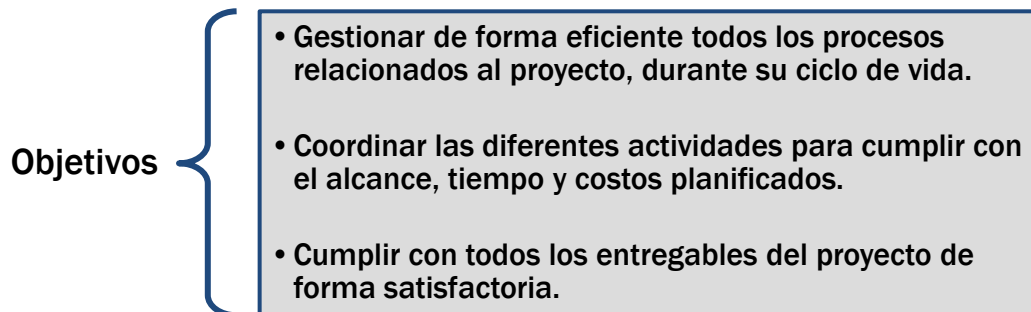 Objetivos
• Gestionar de forma eficiente todos los procesos
relacionados al proyecto, durante su ciclo de vida.
• Coordinar las diferentes actividades para cumplir con
el alcance, tiempo y costos planificados.
• Cumplir con todos los entregables del proyecto de
forma satisfactoria.